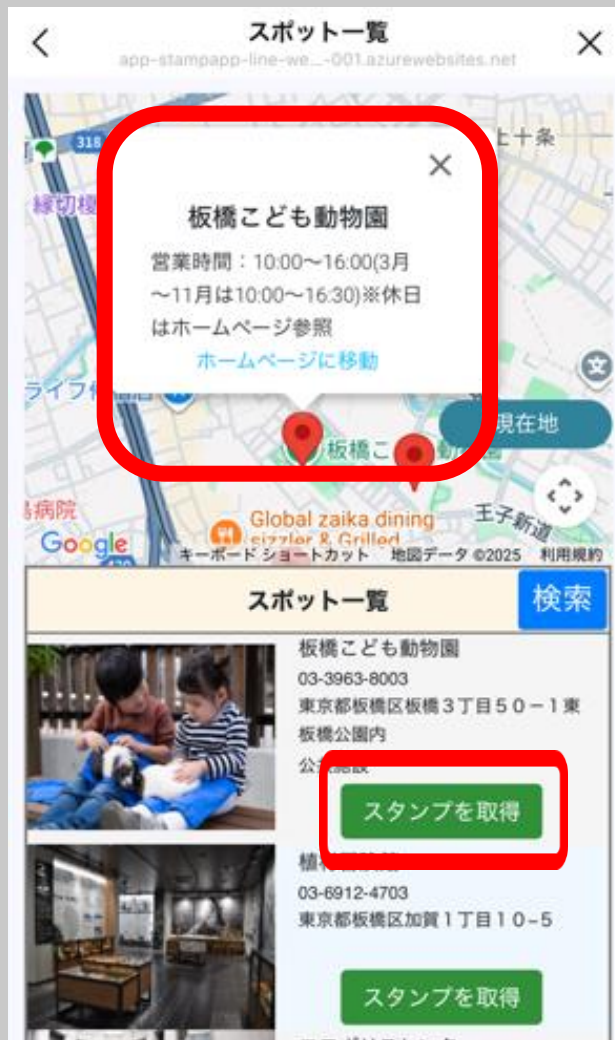 スポット一覧
app-stampapp-line-we...-001.azurewebsites.net
318
上十条
縁切榎
板橋こども動物園
営業時間:10:00〜16:00(3月
〜11月は10:00〜16:30)※休日
はホームページ参照
ホームページに移動
ライフ
現在地
板橋こ
病院
Global zaika dining
sizzler & Grilled
王子新道
Google
キーボード ショートカット
地図データ ©2025
利用規約
スポット一覧
検索
板橋こども動物園
03-3963-8003
東京都板橋区板橋3丁目50-1東
板橋公園内
スタンプを取得
03-6912-4703
東京都板橋区加賀1丁目10-5
スタンプを取得